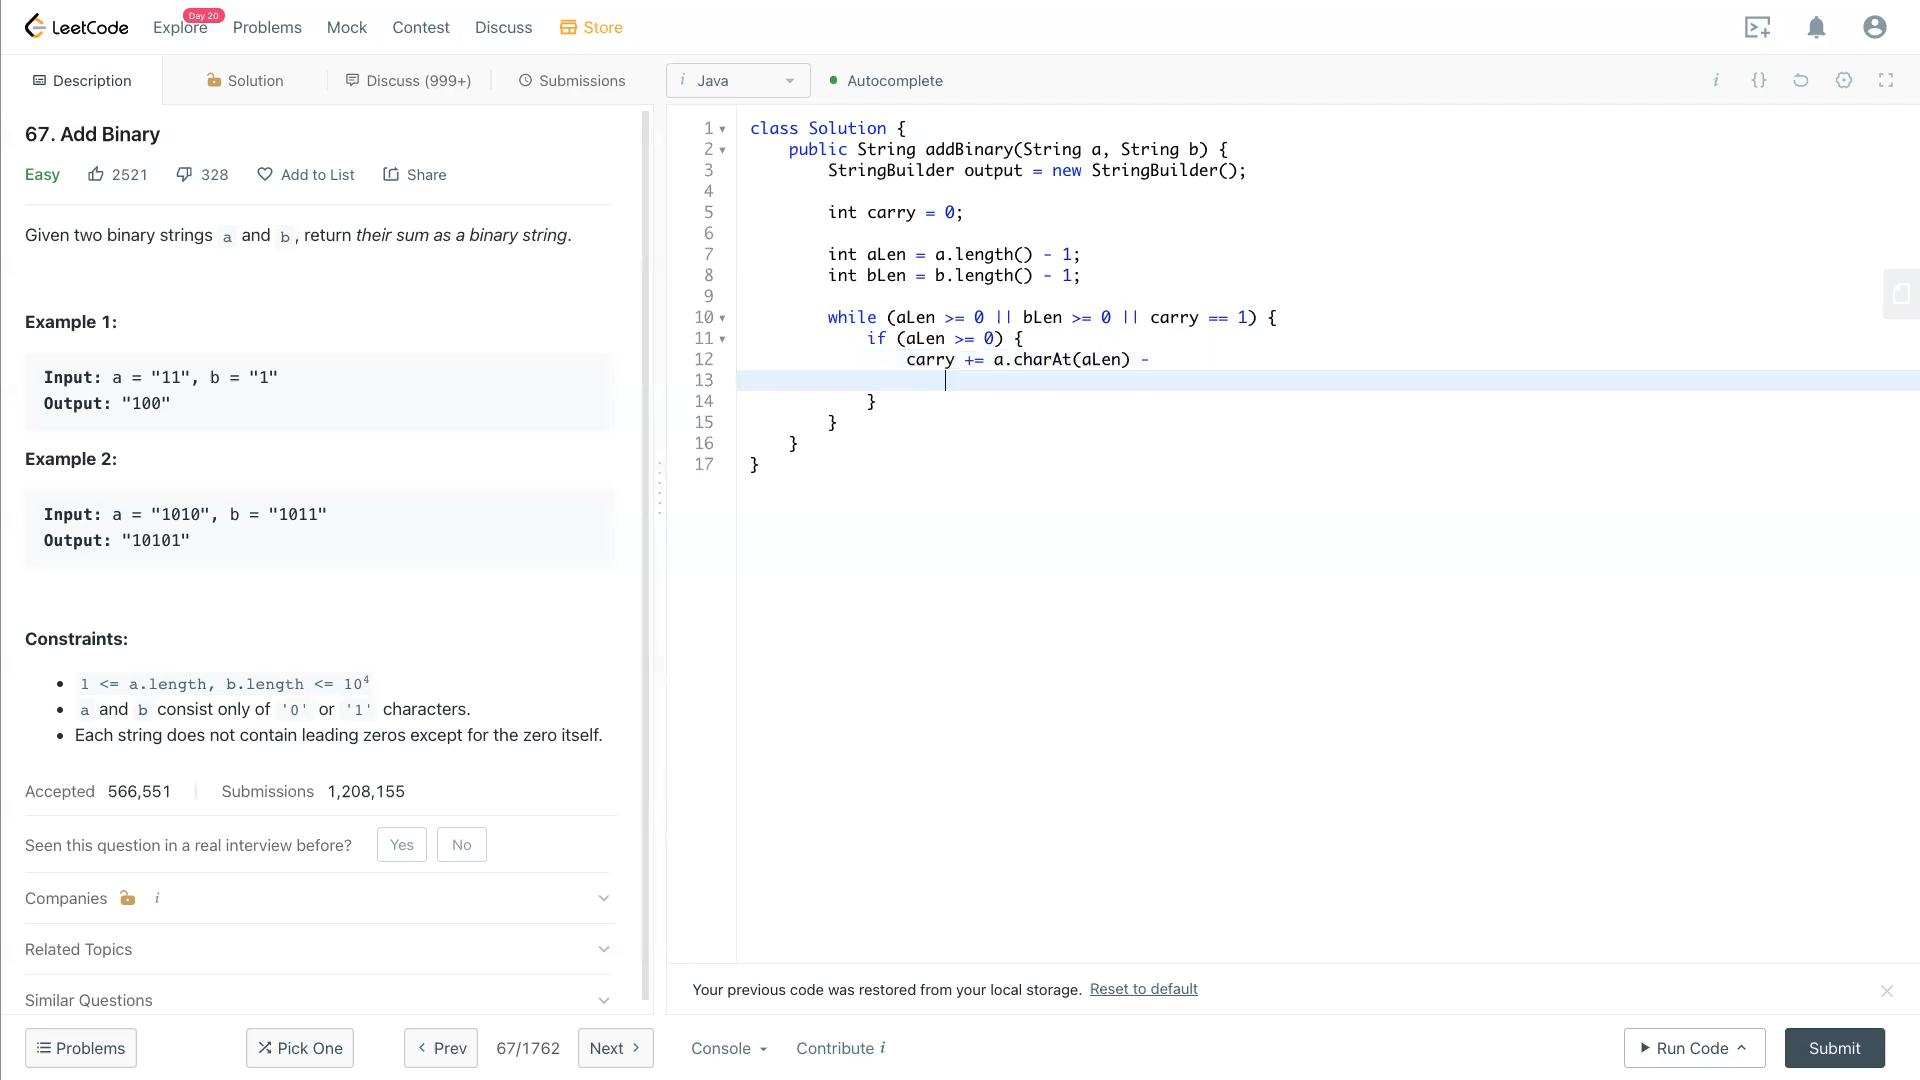 LeetCode Explore Day 20 Problems Mock Contest Discuss Store
Description Solution Discuss (999+) Submissions
i Java Autocomplete i {}
67. Add Binary
Easy 2521 328 Add to List Share
Given two binary strings a and b, return their sum as a binary string.
Example 1:
Input: a = "11", b = "1"
Output: "100"
Example 2:
Input: a = "1010", b = "1011"
Output: "10101"
Constraints:
1 <= a.length, b.length <= 10⁴
a and b consist only of '0' or '1' characters.
Each string does not contain leading zeros except for the zero itself.
Accepted 566,551 Submissions 1,208,155
Seen this question in a real interview before? Yes No
Companies i
Related Topics
Similar Questions
1 class Solution {
2 public String addBinary(String a, String b) {
3 StringBuilder output = new StringBuilder();
4
5 int carry = 0;
6
7 int aLen = a.length() - 1;
8 int bLen = b.length() - 1;
9
10 while (aLen >= 0 || bLen >= 0 || carry == 1) {
11 if (aLen >= 0) {
12 carry += a.charAt(aLen) -
13
14 }
15 }
16 }
17 }
Your previous code was restored from your local storage. Reset to default
Problems Pick One Prev 67/1762 Next Console Contribute i Run Code Submit